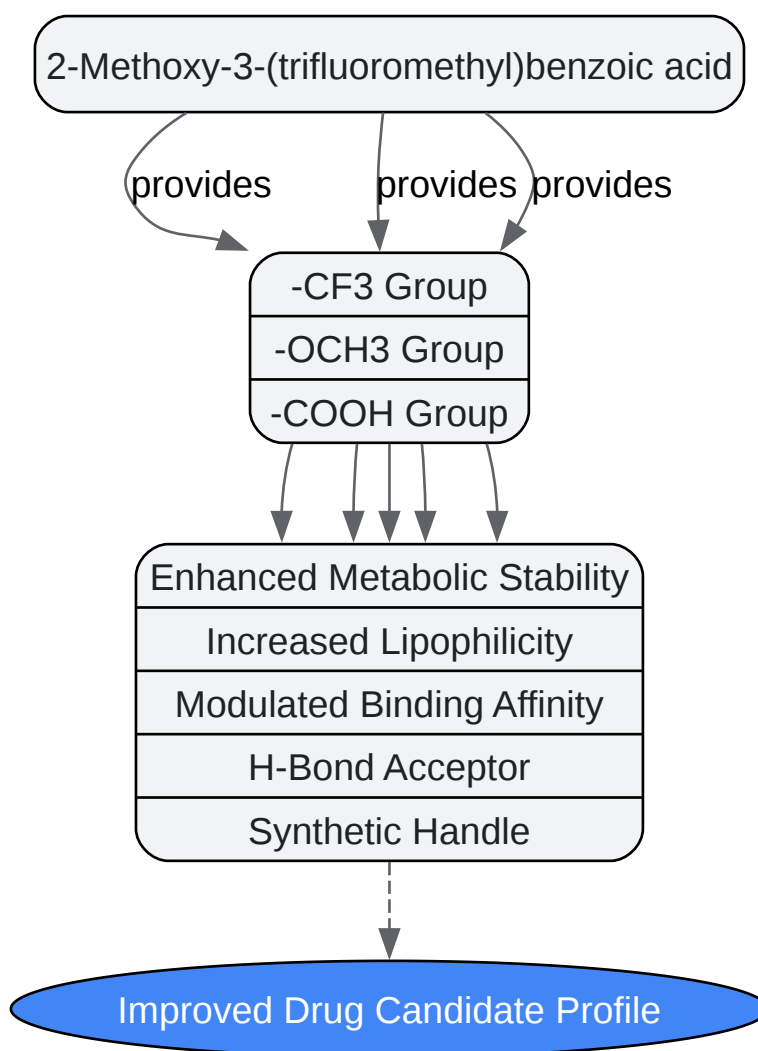 2-Methoxy-3-(trifluoromethyl)benzoic acid
provides provides provides
-CF3 Group
-OCH3 Group
-COOH Group
Enhanced Metabolic Stability
Increased Lipophilicity
Modulated Binding Affinity
H-Bond Acceptor
Synthetic Handle
Improved Drug Candidate Profile